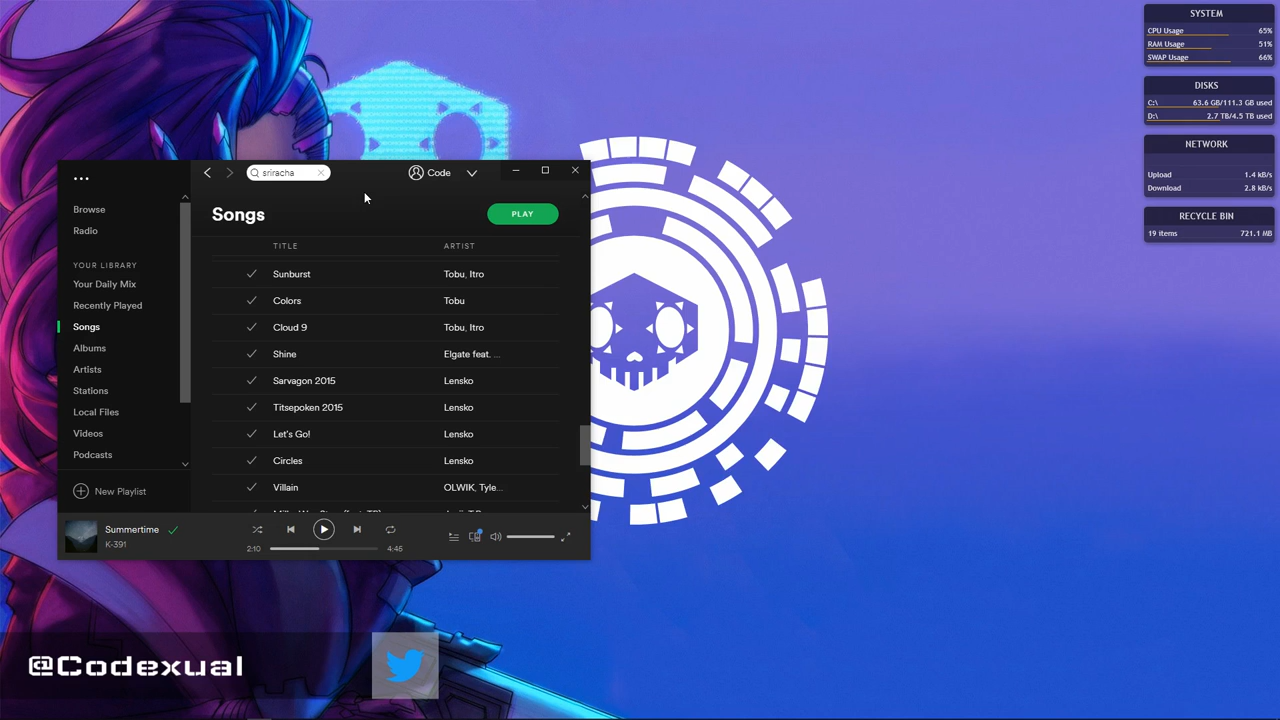 SYSTEM
CPU Usage 65%
RAM Usage 51%
SWAP Usage 66%
DISKS
C:\ 63.6 GB/111.3 GB used
D:\ 2.7 TB/4.5 TB used
NETWORK
Upload 1.4 kB/s
Download 2.8 kB/s
RECYCLE BIN
19 items 721.1 MB
sriracha
Code
Browse
Radio
YOUR LIBRARY
Your Daily Mix
Recently Played
Songs
Albums
Artists
Stations
Local Files
Videos
Podcasts
New Playlist
Songs
PLAY
TITLE ARTIST
Sunburst Tobu, Itro
Colors Tobu
Cloud 9 Tobu, Itro
Shine Elgate feat. ...
Sarvagon 2015 Lensko
Titsepoken 2015 Lensko
Let's Go! Lensko
Circles Lensko
Villain OLWIK, Tyle...
Summertime
K-391
2:10
4:46
@Codexual